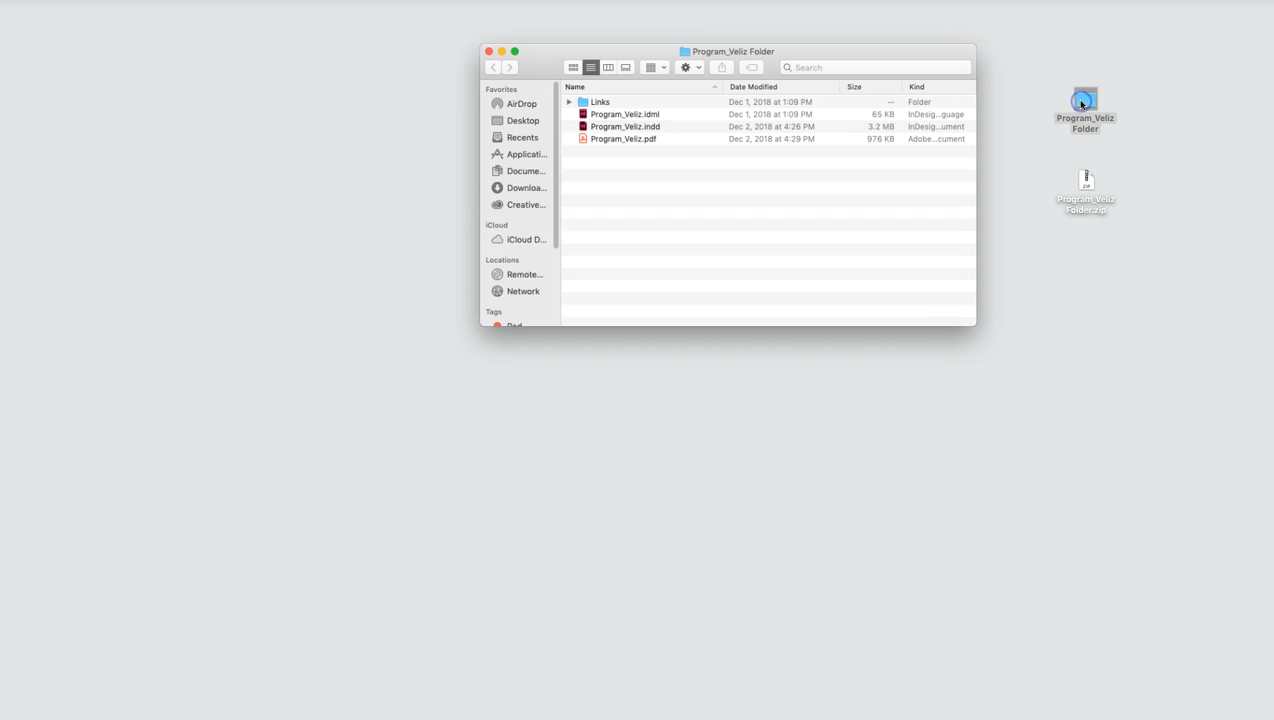 Program_Veliz Folder
Search
Favorites
AirDrop
Desktop
Recents
Applicati...
Docume...
Downloa...
Creative...
iCloud
iCloud D...
Locations
Remote...
Network
Tags
Red
Name Date Modified Size Kind
Links Dec 1, 2018 at 1:09 PM -- Folder
Program_Veliz.idml Dec 1, 2018 at 1:09 PM 65 KB InDesig...guage
Program_Veliz.indd Dec 2, 2018 at 4:26 PM 3.2 MB InDesig...ument
Program_Veliz.pdf Dec 2, 2018 at 4:29 PM 976 KB Adobe...cument
Program_Veliz
Folder
ZIP
Program_Veliz
Folder.zip